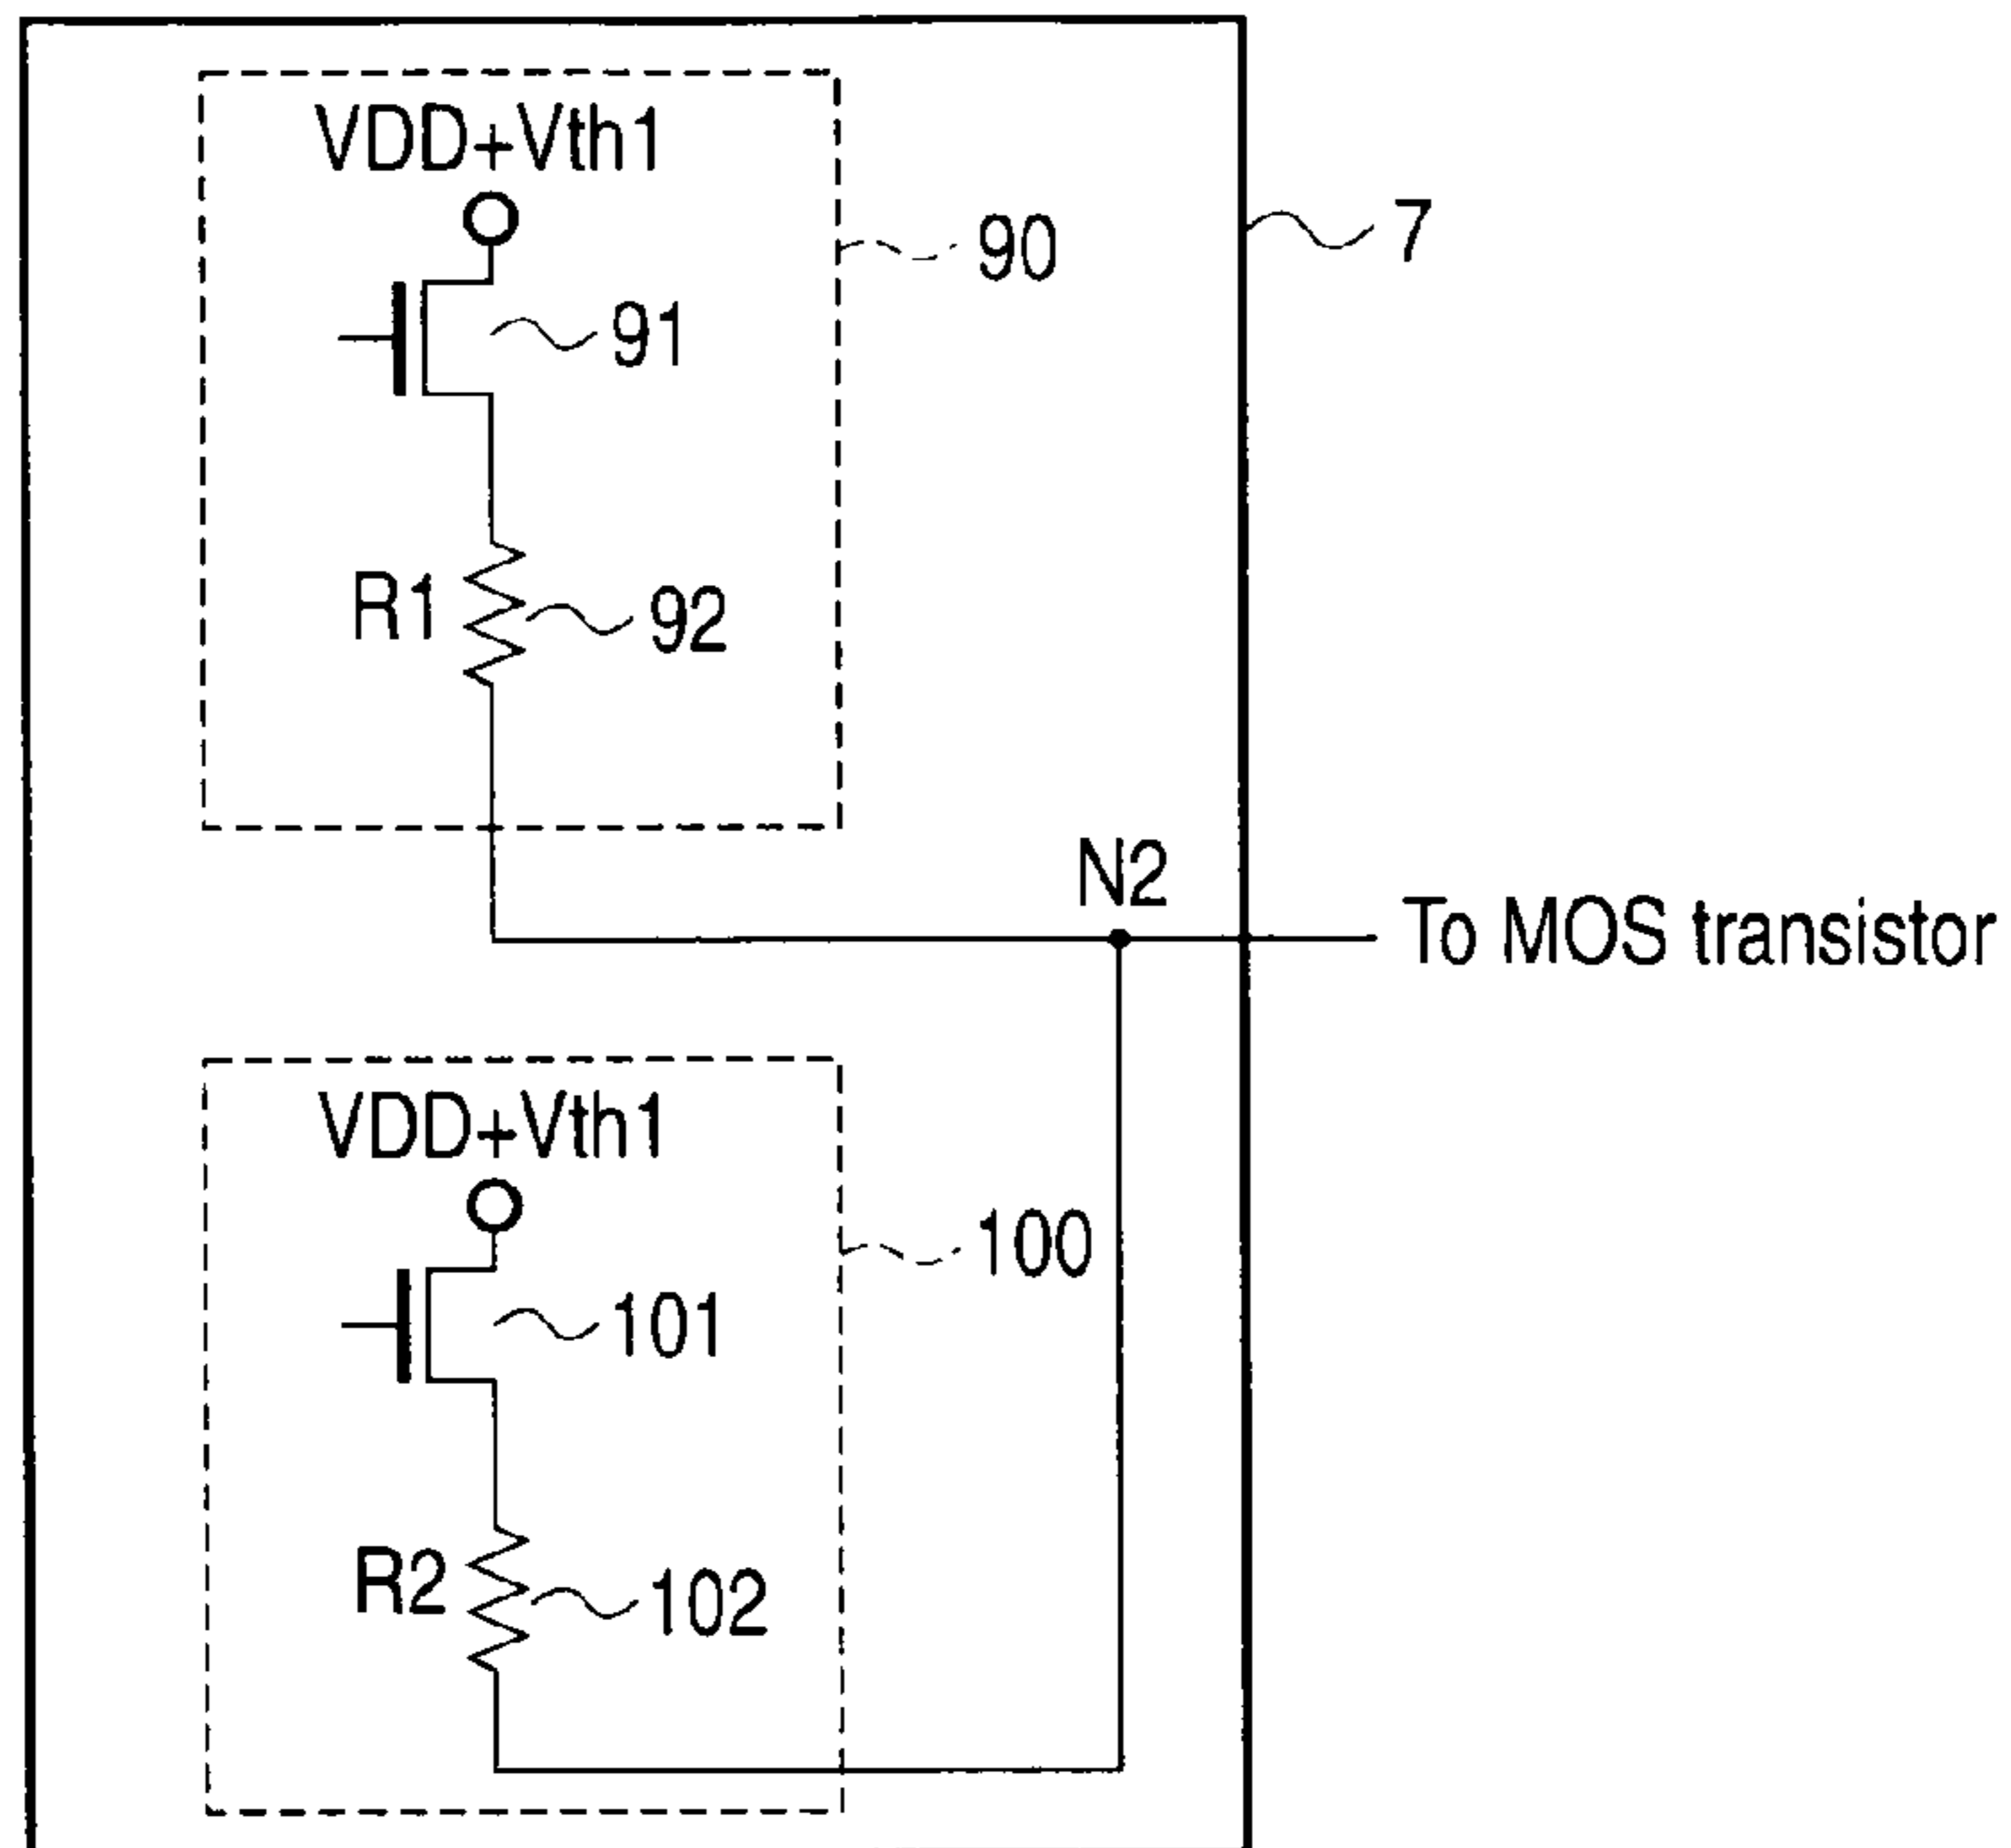 VDD+Vth1
90
7
91
R1
92
N2
To MOS transistor
VDD+Vth1
100
101
R2
102